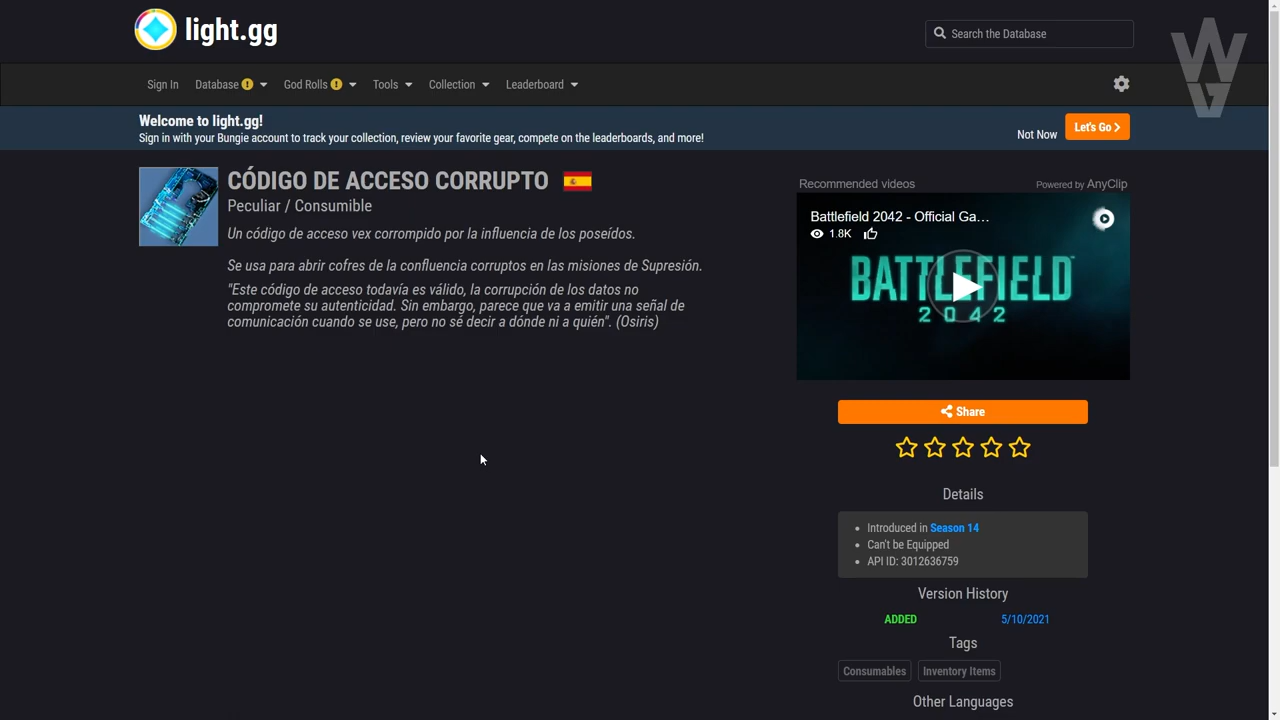 light.gg
Search the Database
W
G
Sign In
Database
God Rolls
Tools
Collection
Leaderboard
Welcome to light.gg!
Sign in with your Bungie account to track your collection, review your favorite gear, compete on the leaderboards, and more!
Not Now
Let's Go
CÓDIGO DE ACCESO CORRUPTO
Peculiar / Consumible
Un código de acceso vex corrompido por la influencia de los poseídos.
Se usa para abrir cofres de la confluencia corruptos en las misiones de Supresión.
"Este código de acceso todavía es válido, la corrupción de los datos no
compromete su autenticidad. Sin embargo, parece que va a emitir una señal de
comunicación cuando se use, pero no sé decir a dónde ni a quién". (Osiris)
Recommended videos
Powered by AnyClip
Battlefield 2042 - Official Ga...
1.8K
BATTLEFIELD
2042
Share
Details
Introduced in Season 14
Can't be Equipped
API ID: 3012636759
Version History
ADDED 5/10/2021
Tags
Consumables
Inventory Items
Other Languages